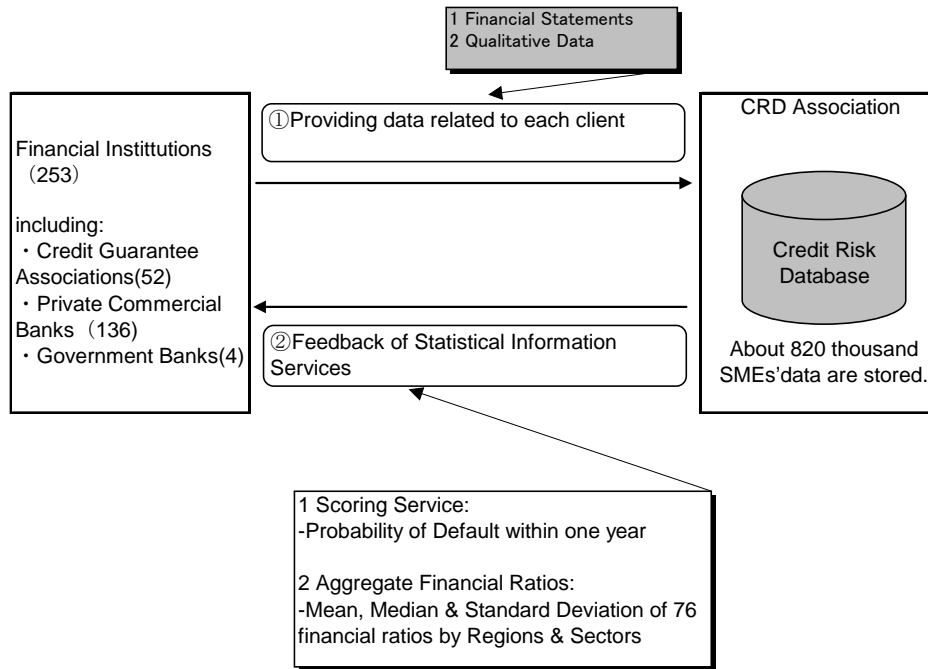 1 Financial Statements
2 Qualitative Data
①Providing data related to each client
CRD Association
Financial Instittutions
（253）
including:
・Credit Guarantee
Associations(52)
・Private Commercial
Banks（136）
・Government Banks(4)
Credit Risk
Database
②Feedback of Statistical Information
Services
About 820 thousand
SMEs’data are stored.
1 Scoring Service:
-Probability of Default within one year
2 Aggregate Financial Ratios:
-Mean, Median & Standard Deviation of 76
financial ratios by Regions & Sectors